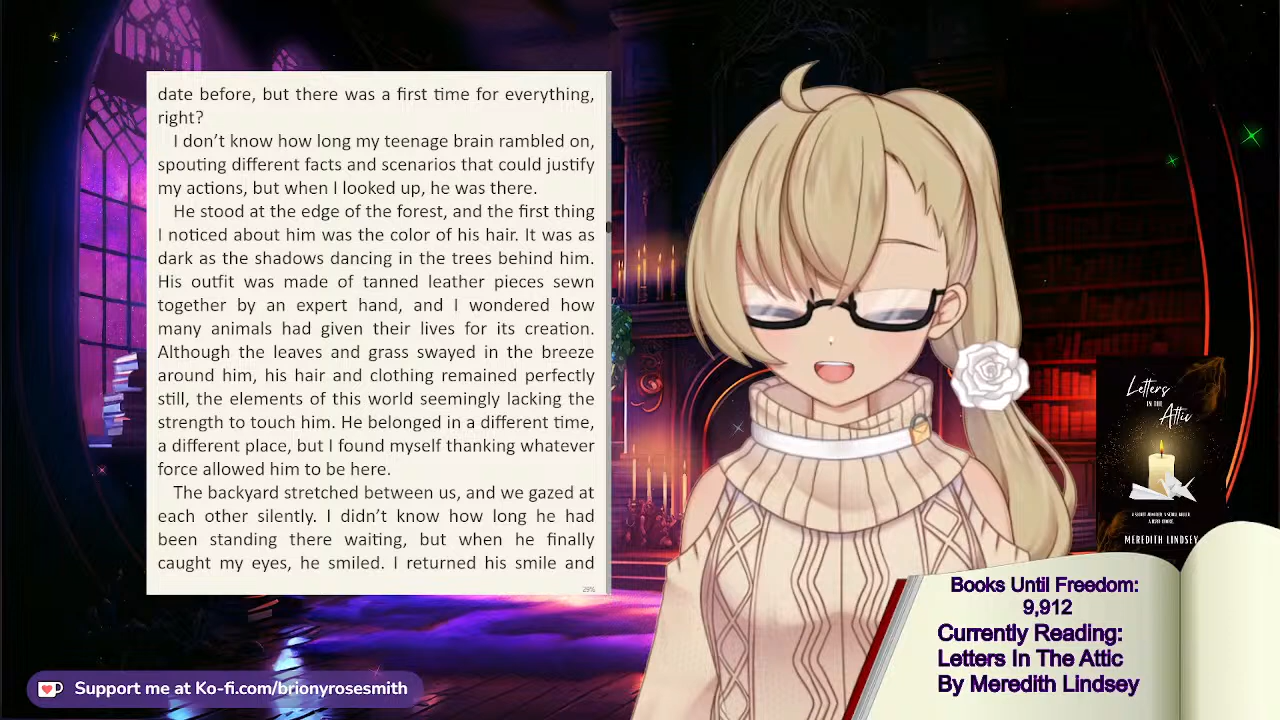 date before, but there was a first time for everything,
right?
I don’t know how long my teenage brain rambled on,
spouting different facts and scenarios that could justify
my actions, but when I looked up, he was there.
He stood at the edge of the forest, and the first thing
I noticed about him was the color of his hair. It was as
dark as the shadows dancing in the trees behind him.
His outfit was made of tanned leather pieces sewn
together by an expert hand, and I wondered how
many animals had given their lives for its creation.
Although the leaves and grass swayed in the breeze
around him, his hair and clothing remained perfectly
still, the elements of this world seemingly lacking the
strength to touch him. He belonged in a different time,
a different place, but I found myself thanking whatever
force allowed him to be here.
The backyard stretched between us, and we gazed at
each other silently. I didn’t know how long he had
been standing there waiting, but when he finally
caught my eyes, he smiled. I returned his smile and
29%
Letters
IN THE
Attic
MEREDITH LINDSEY
Books Until Freedom:
9,912
Currently Reading:
Letters In The Attic
By Meredith Lindsey
Support me at Ko-fi.com/brionyrosesmith